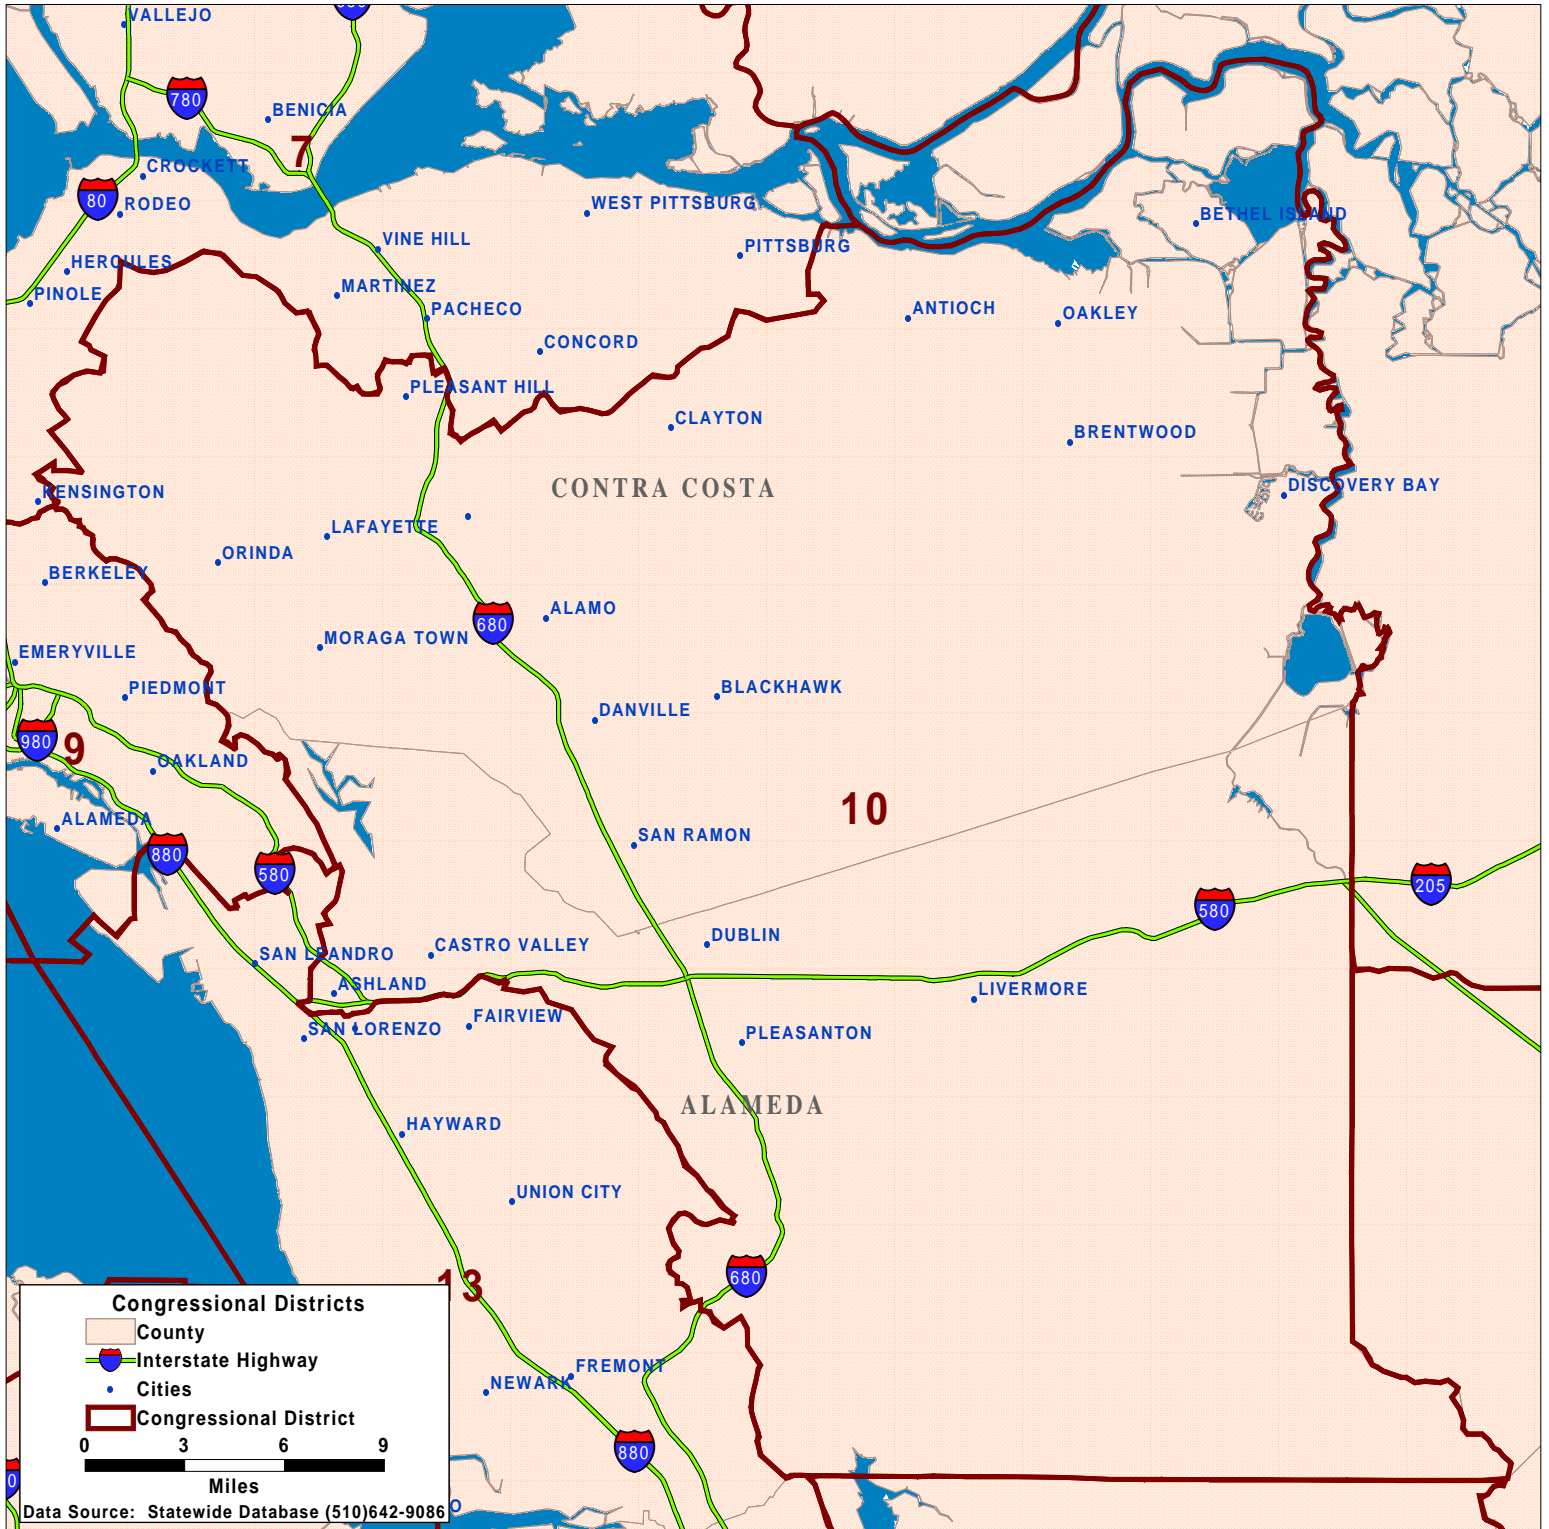 VALLEJO
780
BENICIA
7
CROCKETT
80
RODEO
WEST PITTSBURG
BETHEL ISLAND
VINE HILL
PITTSBURG
HERCULES
MARTINEZ
PINOLE
PACHECO
ANTIOCH
OAKLEY
CONCORD
PLEASANT HILL
CLAYTON
BRENTWOOD
KENSINGTON
CONTRA COSTA
DISCOVERY BAY
LAFAYETTE
ORINDA
BERKELEY
ALAMO
680
MORAGA TOWN
EMERYVILLE
PIEDMONT
BLACKHAWK
DANVILLE
980
9
OAKLAND
10
ALAMEDA
SAN RAMON
880
580
205
580
DUBLIN
CASTRO VALLEY
SAN LEANDRO
ASHLAND
LIVERMORE
FAIRVIEW
SAN LORENZO
PLEASANTON
ALAMEDA
HAYWARD
UNION CITY
680
13
FREMONT
NEWARK
880
Congressional Districts
County
Interstate Highway
Cities
Congressional District
0 3 6 9
Miles
Data Source: Statewide Database (510)642-9086